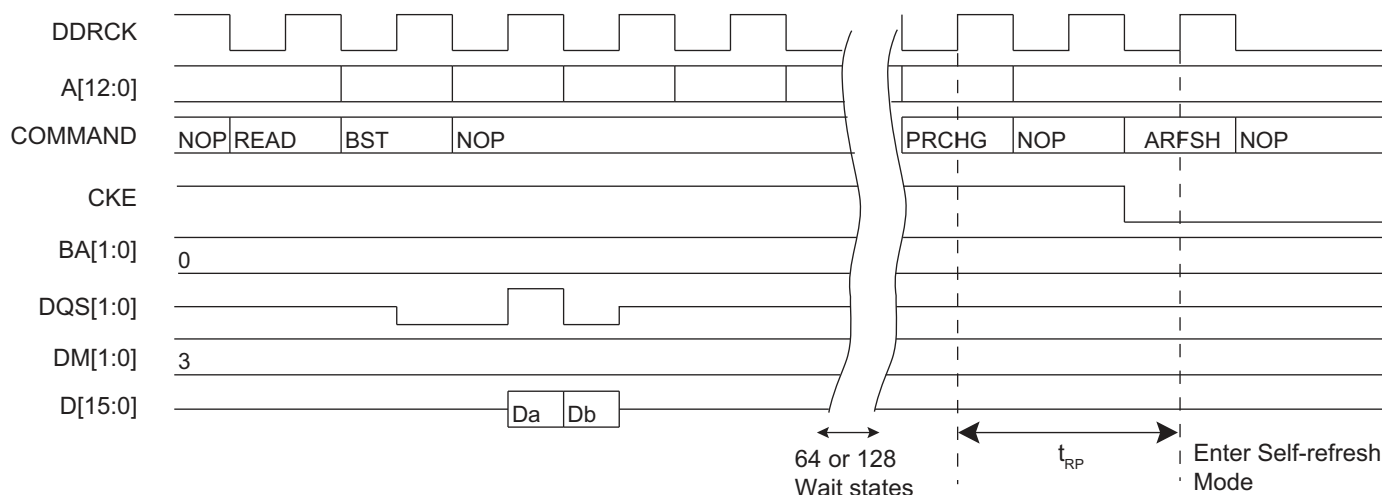 DDRCK
A[12:0]
COMMAND NOP READ BST NOP PRCHG NOP ARFSH NOP
CKE
BA[1:0] 0
DQS[1:0]
DM[1:0] 3
D[15:0] Da Db
64 or 128
Wait states
tRP
Enter Self-refresh
Mode